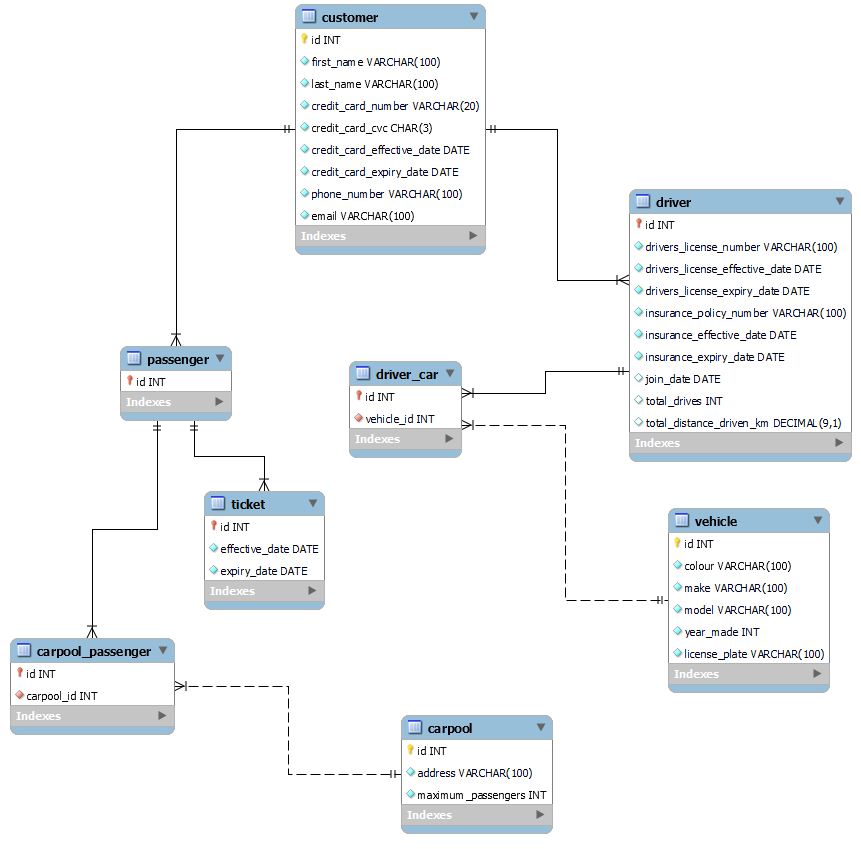 customer
id INT
first_name VARCHAR(100)
last_name VARCHAR(100)
credit_card_number VARCHAR(20)
credit_card_cvc CHAR(3)
credit_card_effective_date DATE
credit_card_expiry_date DATE
phone_number VARCHAR(100)
email VARCHAR(100)
Indexes
driver
id INT
drivers_license_number VARCHAR(100)
drivers_license_effective_date DATE
drivers_license_expiry_date DATE
insurance_policy_number VARCHAR(100)
insurance_effective_date DATE
insurance_expiry_date DATE
join_date DATE
total_drives INT
total_distance_driven_km DECIMAL(9,1)
Indexes
passenger
id INT
Indexes
driver_car
id INT
vehicle_id INT
Indexes
ticket
id INT
effective_date DATE
expiry_date DATE
Indexes
vehicle
id INT
colour VARCHAR(100)
make VARCHAR(100)
model VARCHAR(100)
year_made INT
license_plate VARCHAR(100)
Indexes
carpool_passenger
id INT
carpool_id INT
Indexes
carpool
id INT
address VARCHAR(100)
maximum_passengers INT
Indexes